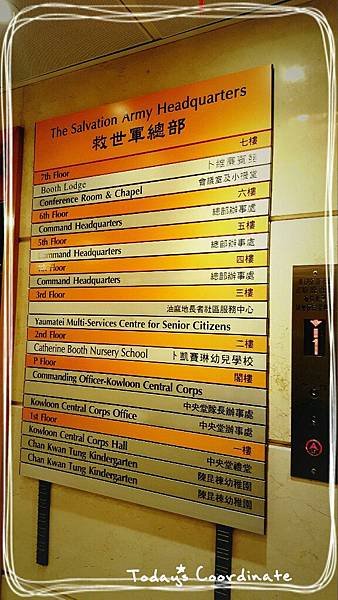 The Salvation Army Headquarters
救世軍總部
7th Floor 七樓
Booth Lodge 卜維廉賓館
Conference Room & Chapel 會議室及小禮堂
6th Floor 六樓
Command Headquarters 總部辦事處
5th Floor 五樓
Command Headquarters 總部辦事處
Floor 四樓
Command Headquarters 總部辦事處
3rd Floor 三樓
油麻地長者社區服務中心
Yaumatei Multi-Services Centre for Senior Citizens
2nd Floor 二樓
Catherine Booth Nursery School 卜凱賽琳幼兒學校
P Floor 閣樓
Commanding Officer-Kowloon Central Corps
中央堂隊長辦事處
Kowloon Central Corps Office 中央堂辦事處
1st Floor 一樓
Kowloon Central Corps Hall 中央堂禮堂
Chan Kwan Tung Kindergarten 陳昆棟幼稚園
Chan Kwan Tung Kindergarten 陳昆棟幼稚園
Today's Coordinate